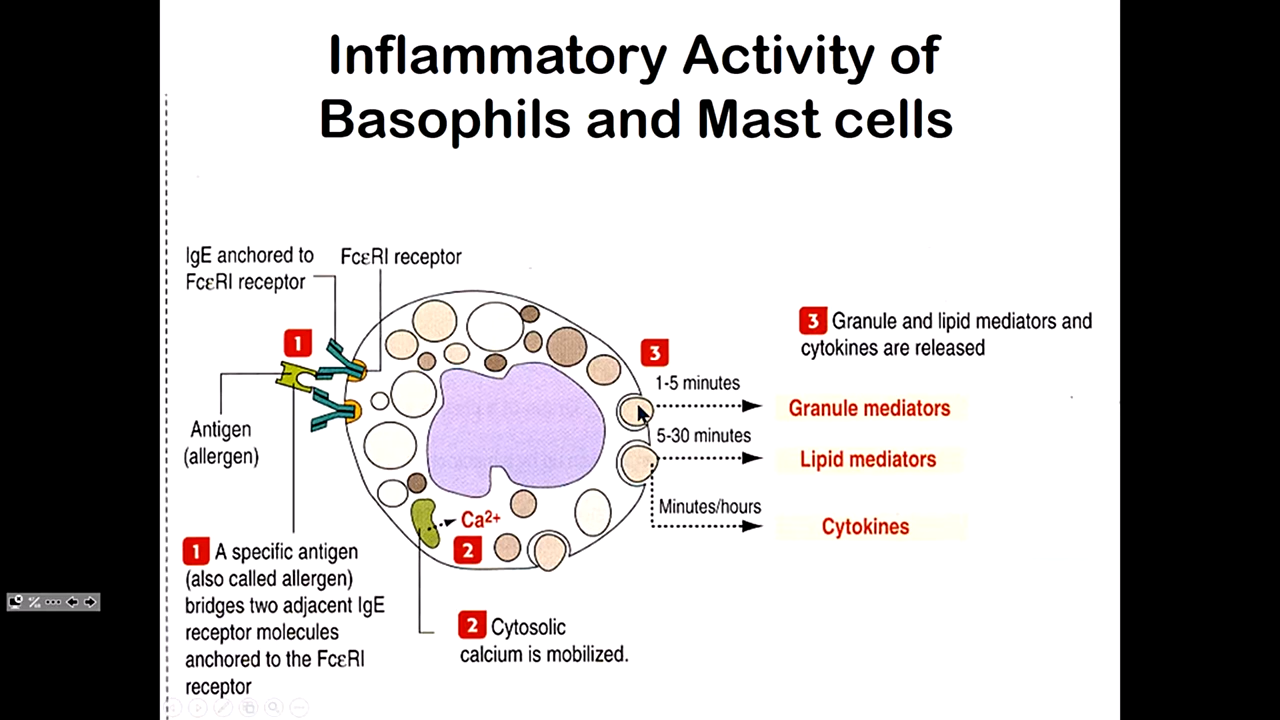 Inflammatory Activity of
Basophils and Mast cells
IgE anchored to
FcεRI receptor
FcεRI receptor
1
Antigen
(allergen)
1 A specific antigen
(also called allergen)
bridges two adjacent IgE
receptor molecules
anchored to the FcεRI
receptor
Ca2+
2
2 Cytosolic
calcium is mobilized.
3
1-5 minutes
5-30 minutes
Minutes/hours
3 Granule and lipid mediators and
cytokines are released
Granule mediators
Lipid mediators
Cytokines